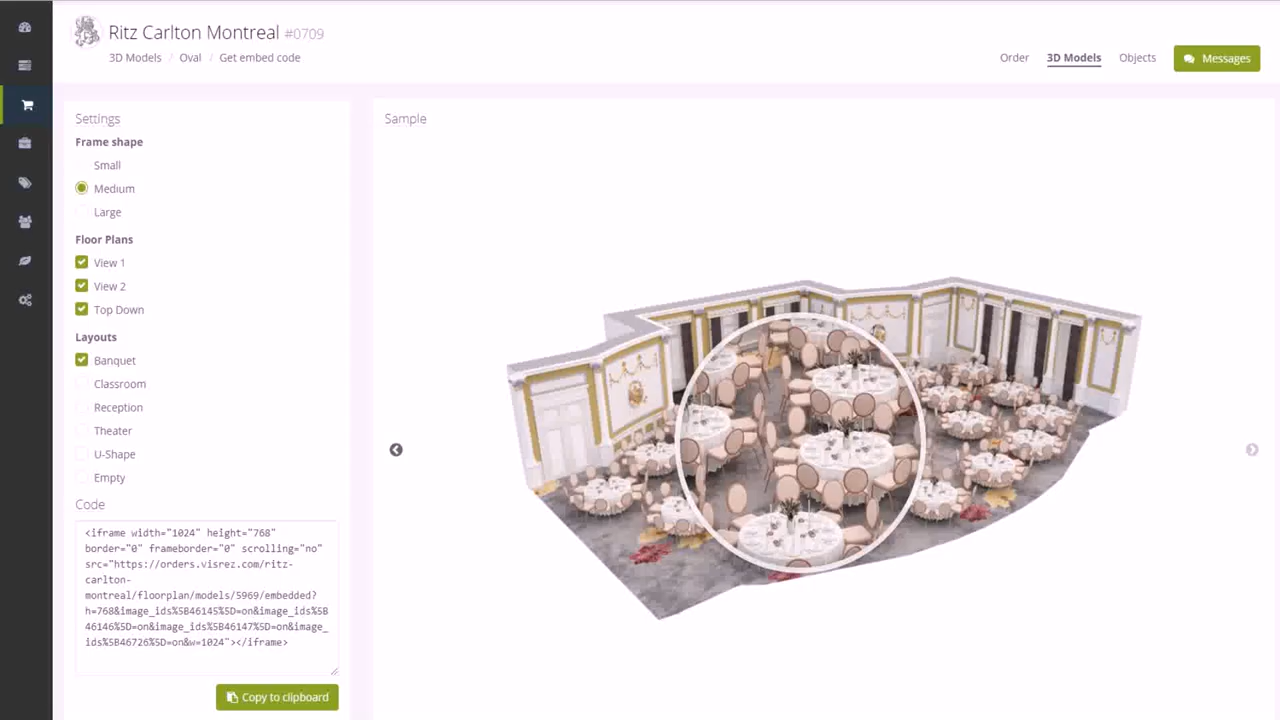 Ritz Carlton Montreal #0709
3D Models / Oval / Get embed code
Order 3D Models Objects Messages
Settings
Frame shape
Small
Medium
Large
Floor Plans
View 1
View 2
Top Down
Layouts
Banquet
Classroom
Reception
Theater
U-Shape
Empty
Code
<iframe width="1024" height="768"
border="0" frameborder="0" scrolling="no"
src="https://orders.visrez.com/ritz-
carlton-
montreal/floorplan/models/5969/embedded?
h=768&image_ids%5B46145%5D=on&image_ids%5B
46146%5D=on&image_ids%5B46147%5D=on&image_
ids%5B46726%5D=on&w=1024"></iframe>
Copy to clipboard
Sample